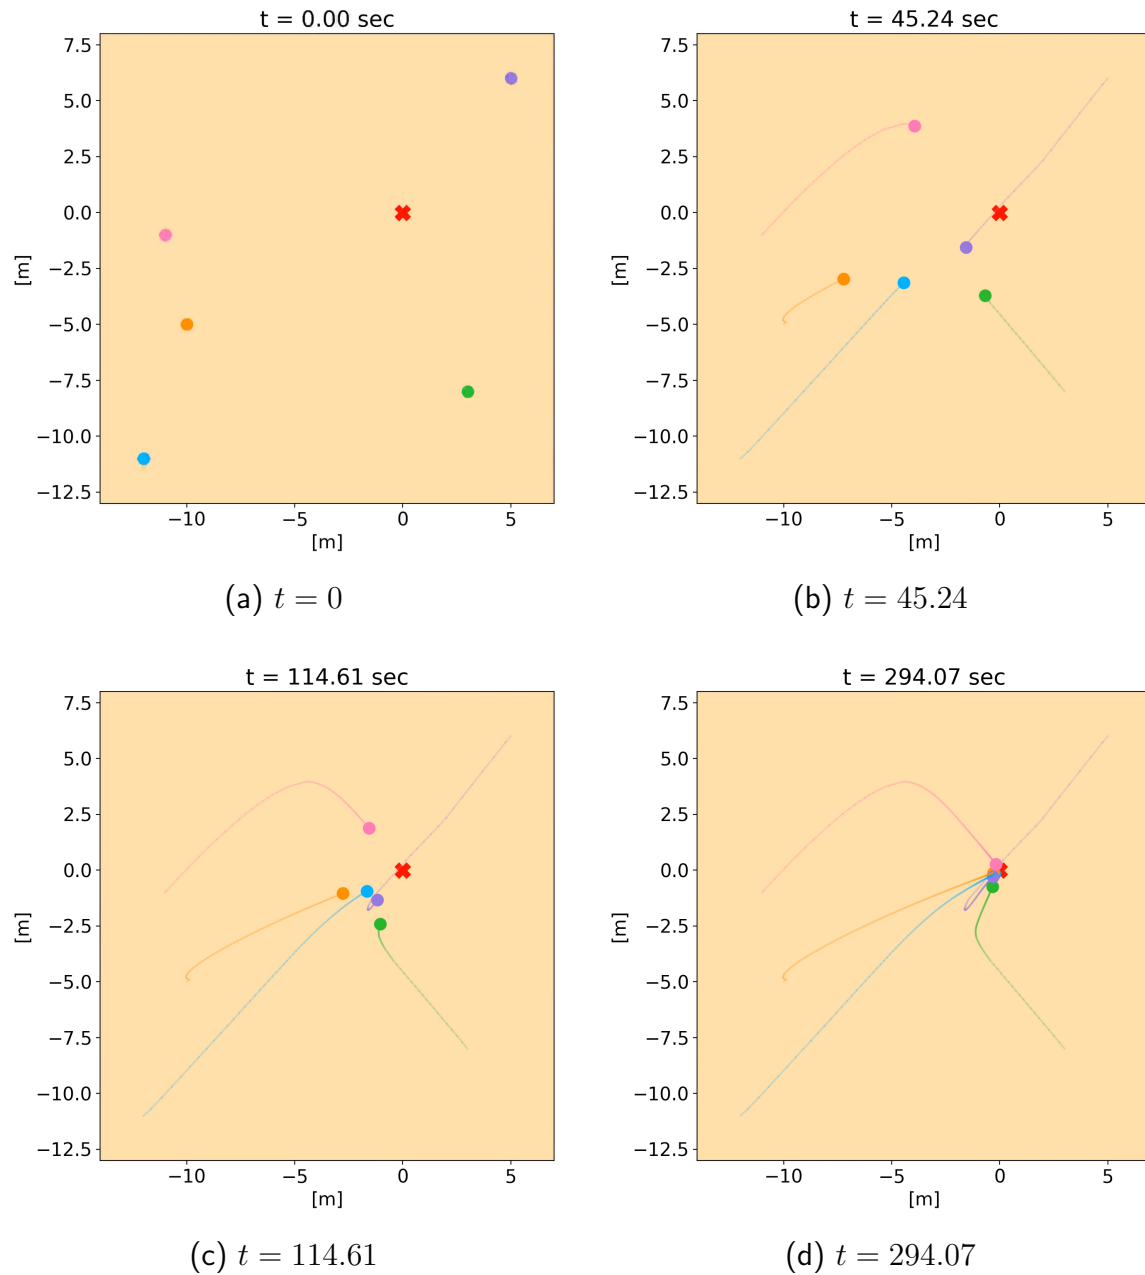 t = 0.00 sec
7.5
5.0
2.5
0.0
−2.5
−5.0
−7.5
−10.0
−12.5
[m]
−10 −5 0 5
[m]
(a) t = 0
t = 45.24 sec
7.5
5.0
2.5
0.0
−2.5
−5.0
−7.5
−10.0
−12.5
[m]
−10 −5 0 5
[m]
(b) t = 45.24
t = 114.61 sec
7.5
5.0
2.5
0.0
−2.5
−5.0
−7.5
−10.0
−12.5
[m]
−10 −5 0 5
[m]
(c) t = 114.61
t = 294.07 sec
7.5
5.0
2.5
0.0
−2.5
−5.0
−7.5
−10.0
−12.5
[m]
−10 −5 0 5
[m]
(d) t = 294.07